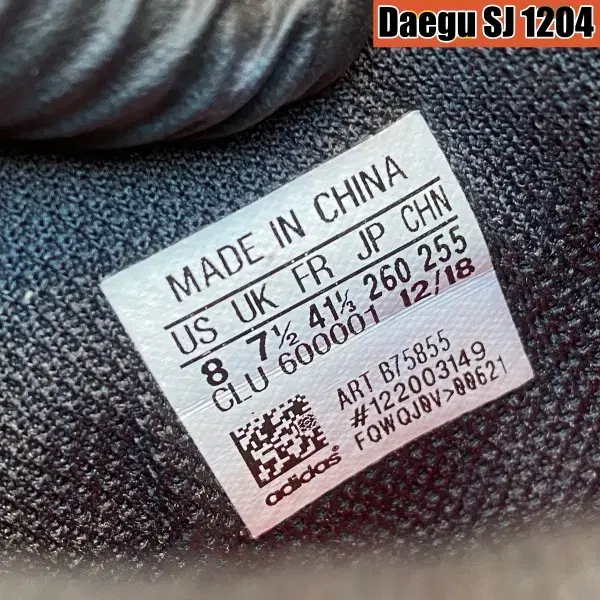 Daegu SJ 1204
MADE IN CHINA
US UK FR JP CHN
8 7½ 41⅓ 260 255
CLU 600001 12/18
ART B75855
#122003149
FQWQJ0V>00621
adidas®